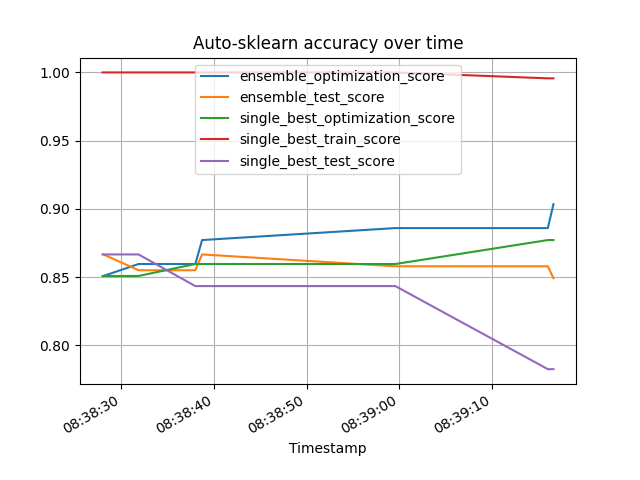 Auto-sklearn accuracy over time
1.00
0.95
0.90
0.85
0.80
ensemble_optimization_score
ensemble_test_score
single_best_optimization_score
single_best_train_score
single_best_test_score
08:38:30
08:38:40
08:38:50
08:39:00
08:39:10
Timestamp